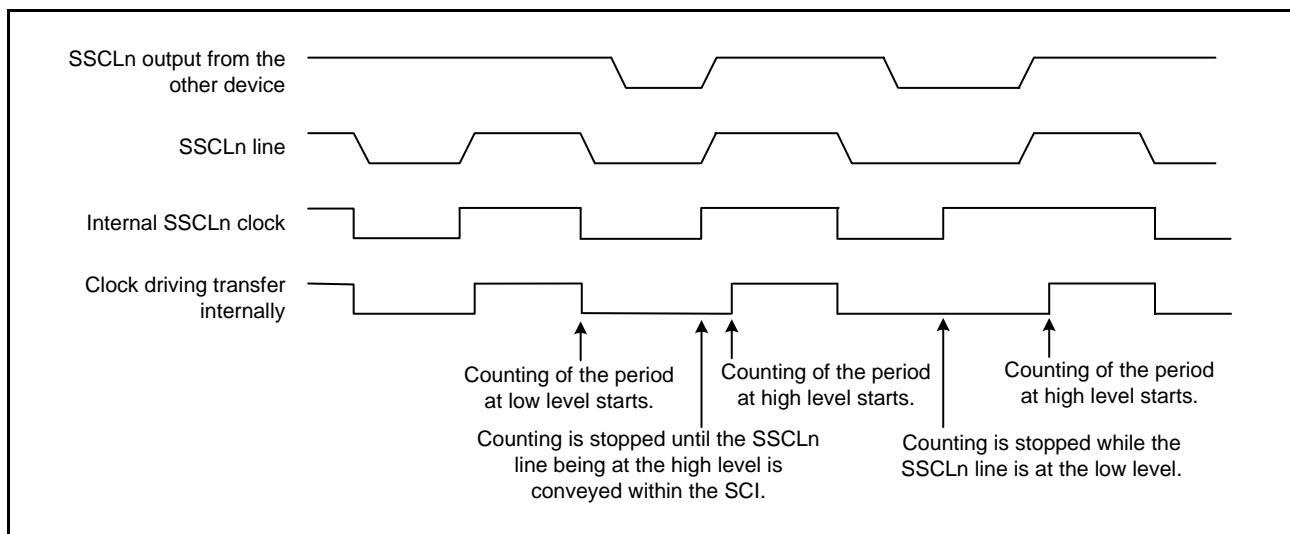 SSCLn output from the
other device
SSCLn line
Internal SSCLn clock
Clock driving transfer
internally
Counting of the period
at low level starts.
Counting of the period
at high level starts.
Counting of the period
at high level starts.
Counting is stopped until the SSCLn
line being at the high level is
conveyed within the SCI.
Counting is stopped while the
SSCLn line is at the low level.